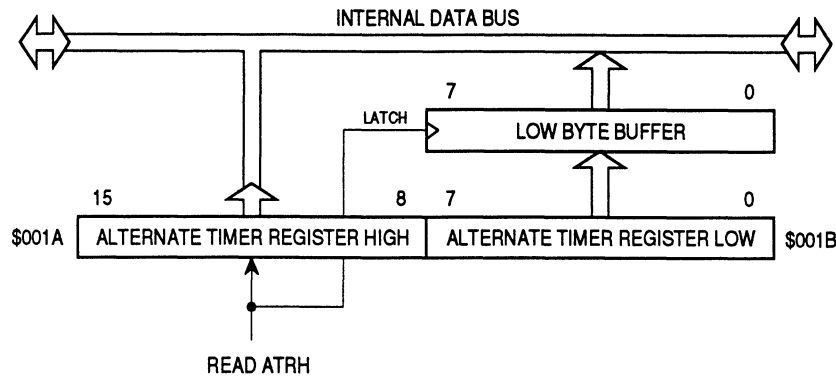 INTERNAL DATA BUS
7 0
LATCH
LOW BYTE BUFFER
15 8 7 0
$001A ALTERNATE TIMER REGISTER HIGH ALTERNATE TIMER REGISTER LOW $001B
READ ATRH